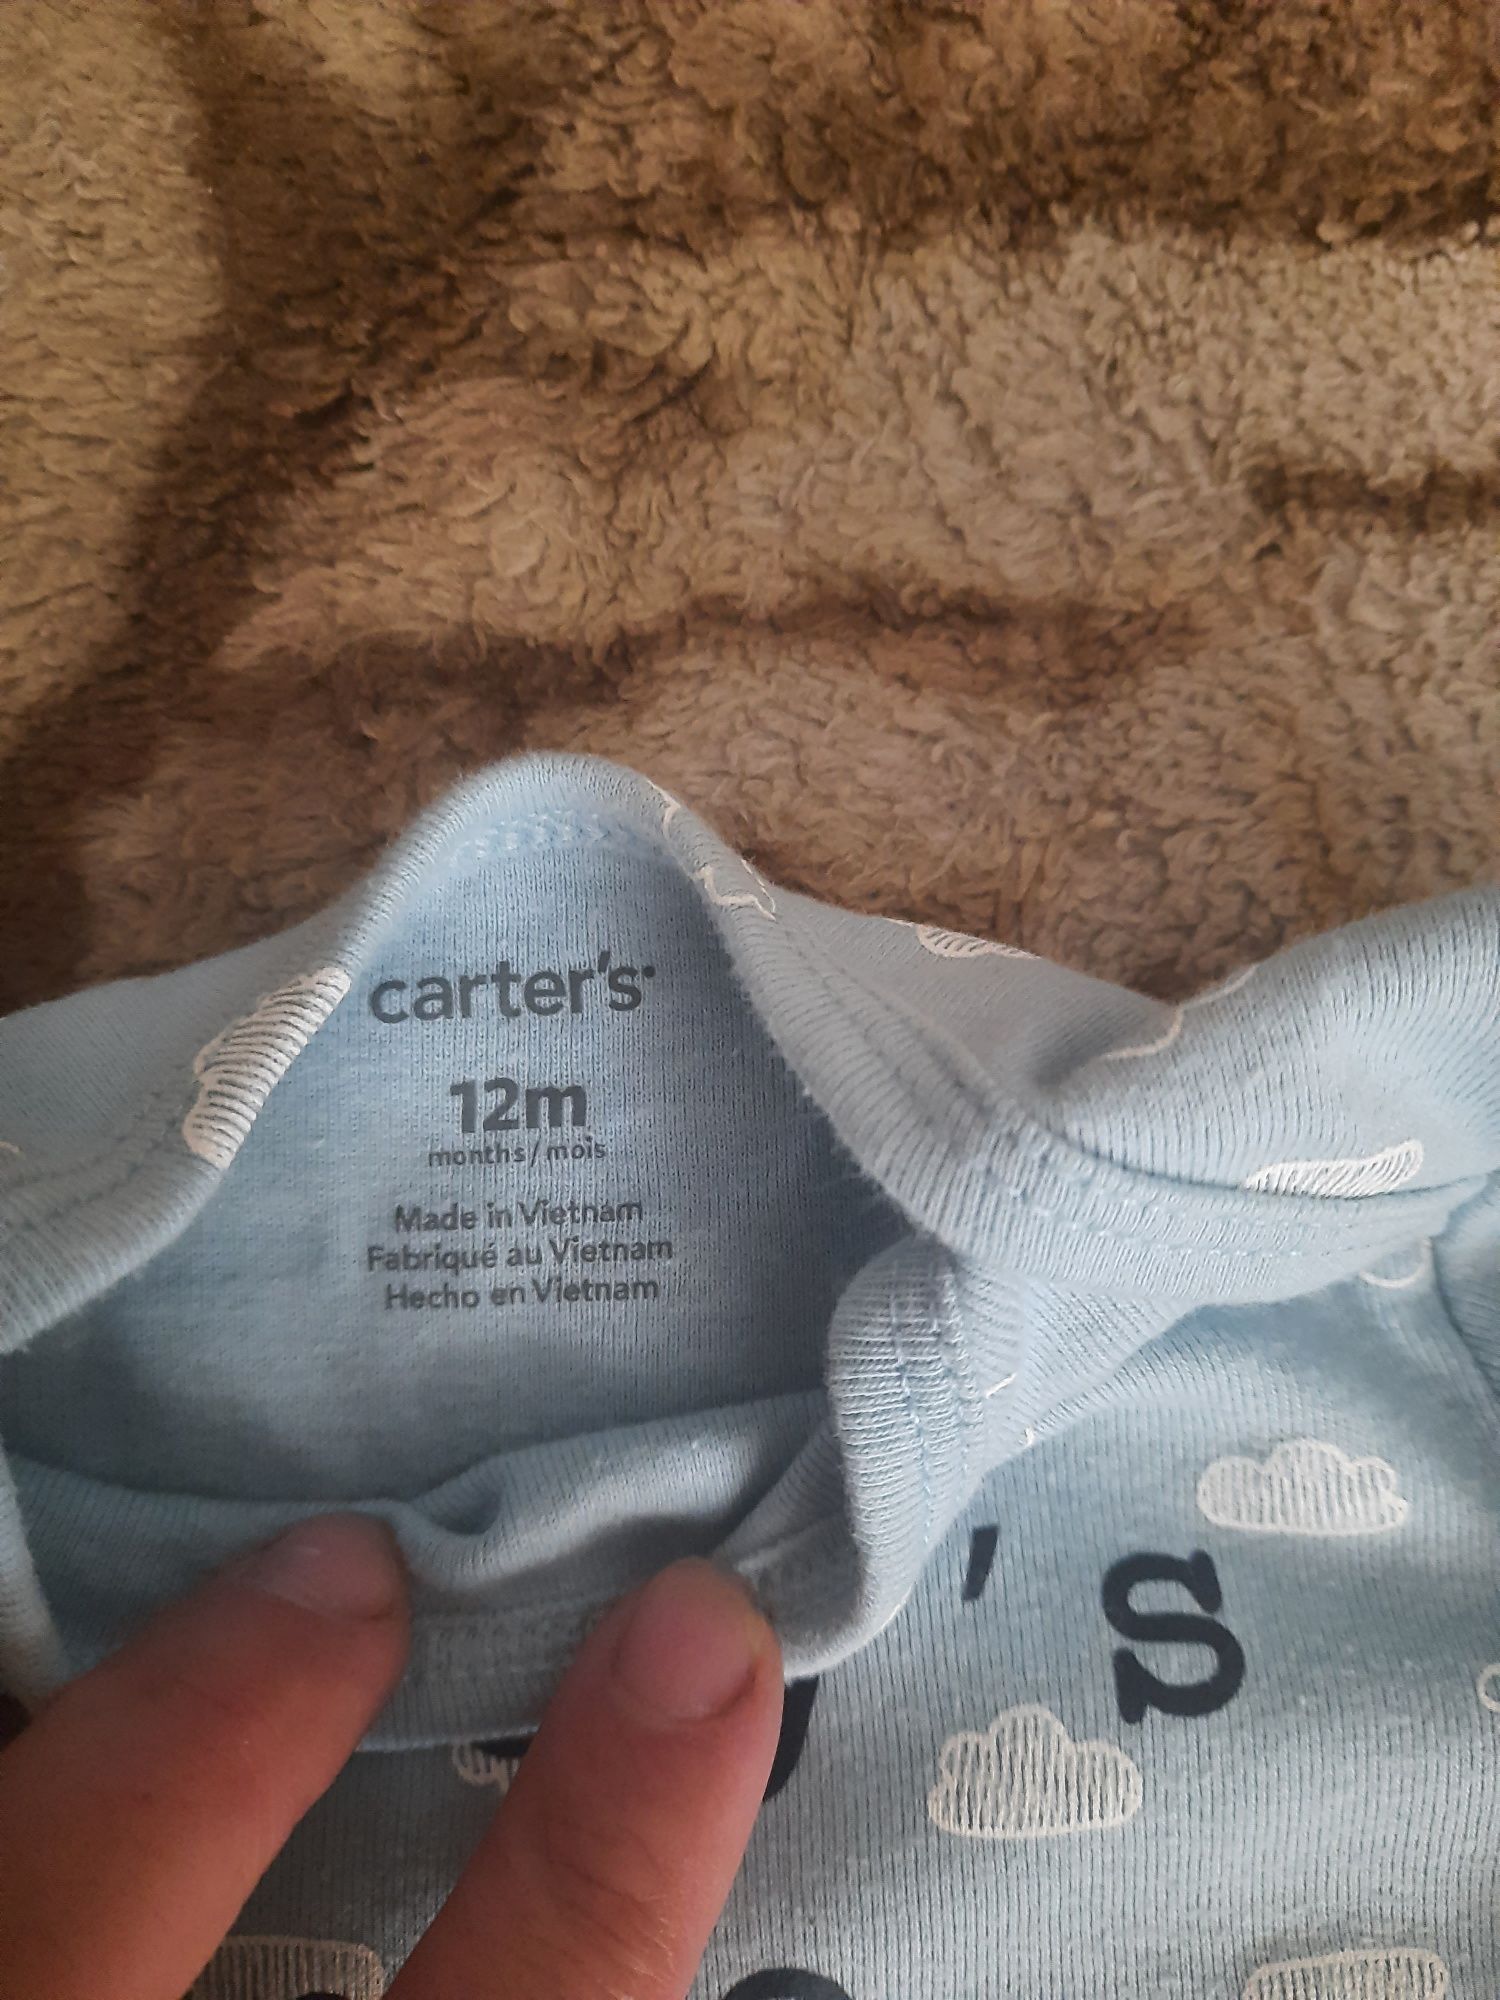 carter's
12m
months/mois
Made in Vietnam
Fabriqué au Vietnam
Hecho en Vietnam
's